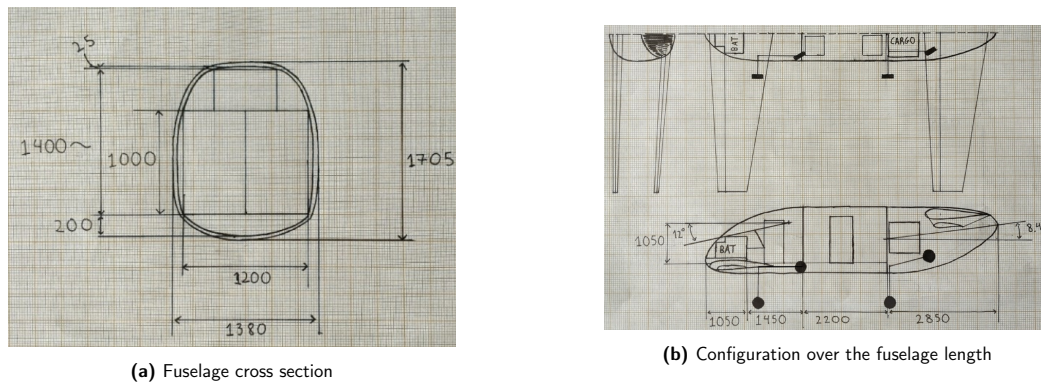 25
1400~
1000
1705
200
1200
1380
(a) Fuselage cross section
BAT
CARGO
12°
1050
BAT
8.4
1050
1450
2200
2850
(b) Configuration over the fuselage length